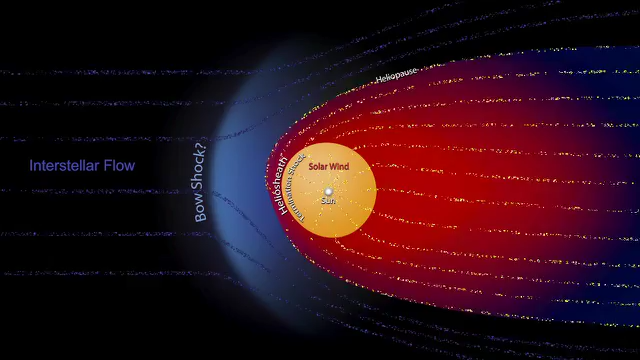 Interstellar Flow
Bow Shock?
Heliosheath
Termination Shock
Solar Wind
Sun
Heliopause